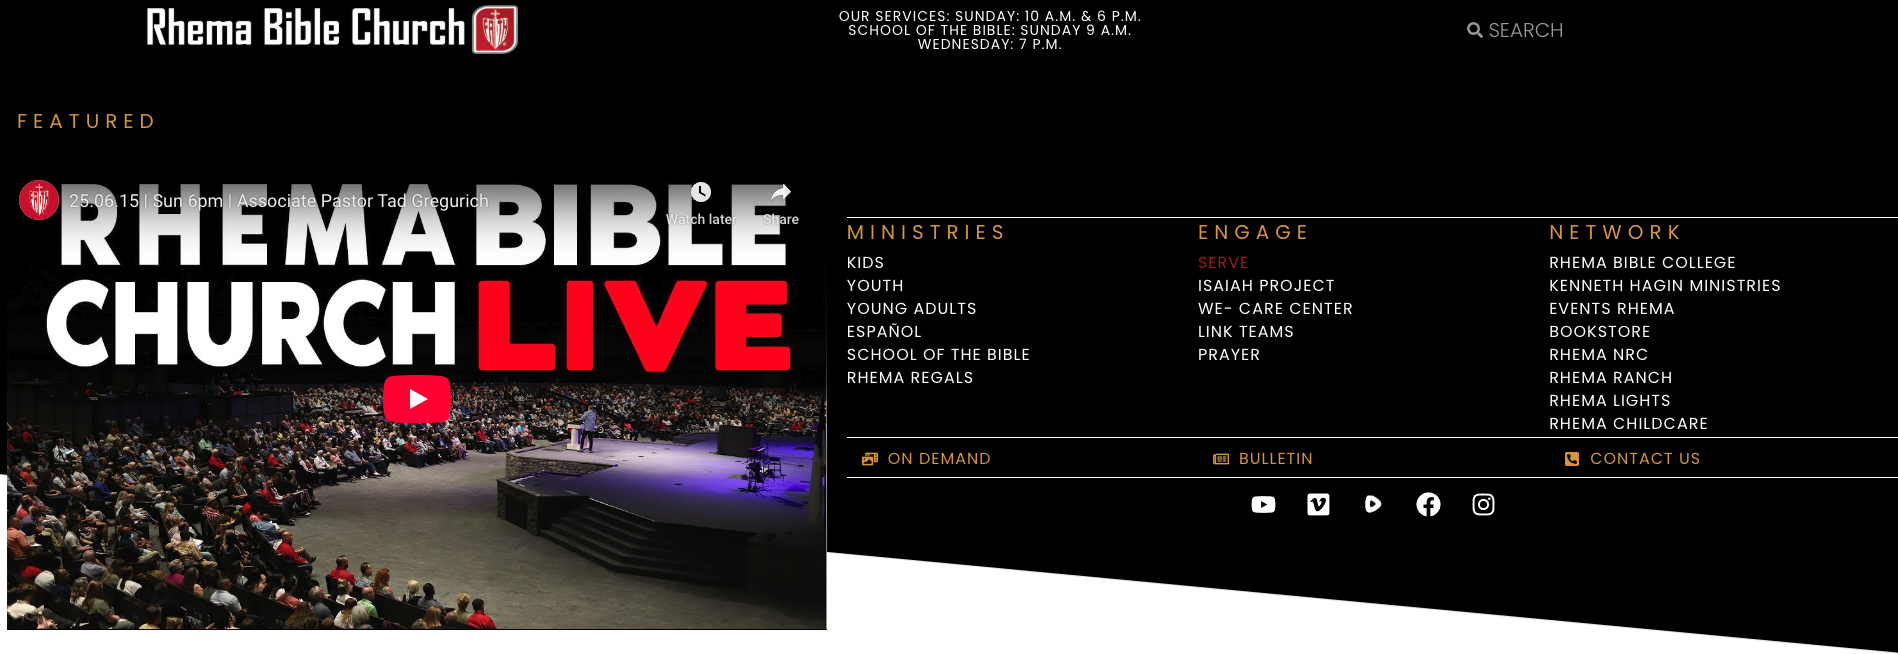 Rhema Bible Church
OUR SERVICES: SUNDAY: 10 A.M. & 6 P.M.
SCHOOL OF THE BIBLE: SUNDAY 9 A.M.
WEDNESDAY: 7 P.M.
SEARCH
FEATURED
25.06.15 | Sun 6pm | Associate Pastor Tad Gregurich
Watch later
Share
RHEMA BIBLE
CHURCH LIVE
MINISTRIES
KIDS
YOUTH
YOUNG ADULTS
ESPAÑOL
SCHOOL OF THE BIBLE
RHEMA REGALS
ENGAGE
SERVE
ISAIAH PROJECT
WE- CARE CENTER
LINK TEAMS
PRAYER
NETWORK
RHEMA BIBLE COLLEGE
KENNETH HAGIN MINISTRIES
EVENTS RHEMA
BOOKSTORE
RHEMA NRC
RHEMA RANCH
RHEMA LIGHTS
RHEMA CHILDCARE
ON DEMAND
BULLETIN
CONTACT US